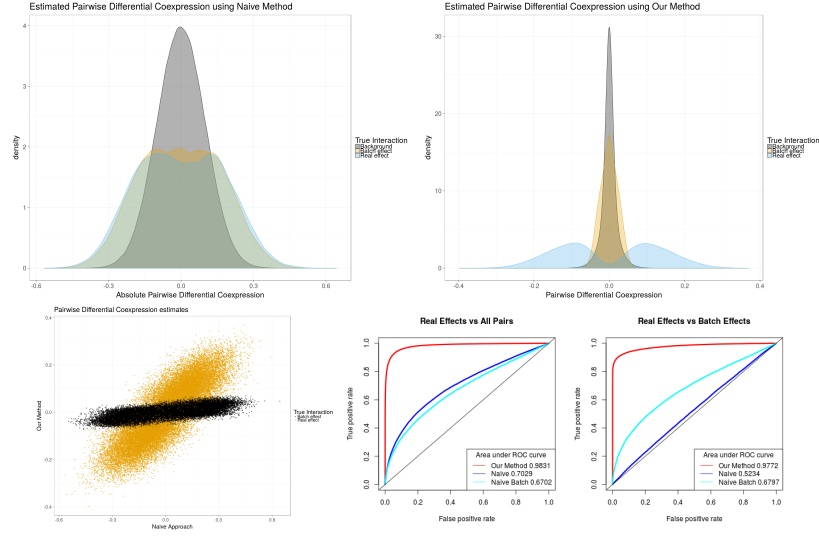 Estimated Pairwise Differential Coexpression using Naive Method
4
3
2
1
0
density
-0.6
-0.3
0.0
0.3
0.6
Absolute Pairwise Differential Coexpression
True Interaction
Background
Batch effect
Real effect
Estimated Pairwise Differential Coexpression using Our Method
30
20
10
0
density
-0.4
-0.2
0.0
0.2
0.4
Pairwise Differential Coexpression
True Interaction
Background
Batch effect
Real effect
Pairwise Differential Coexpression estimates
0.4
0.2
0.0
-0.2
-0.4
Our Method
-0.6
-0.3
0.0
0.3
0.6
Naive Approach
True Interaction
Batch effect
Real effect
Real Effects vs All Pairs
True positive rate
0.0
0.2
0.4
0.6
0.8
1.0
Area under ROC curve
Our Method 0.9831
Naive 0.7029
Naive Batch 0.6702
0.0
0.2
0.4
0.6
0.8
1.0
False positive rate
Real Effects vs Batch Effects
True positive rate
0.0
0.2
0.4
0.6
0.8
1.0
Area under ROC curve
Our Method 0.9772
Naive 0.5234
Naive Batch 0.6797
0.0
0.2
0.4
0.6
0.8
1.0
False positive rate